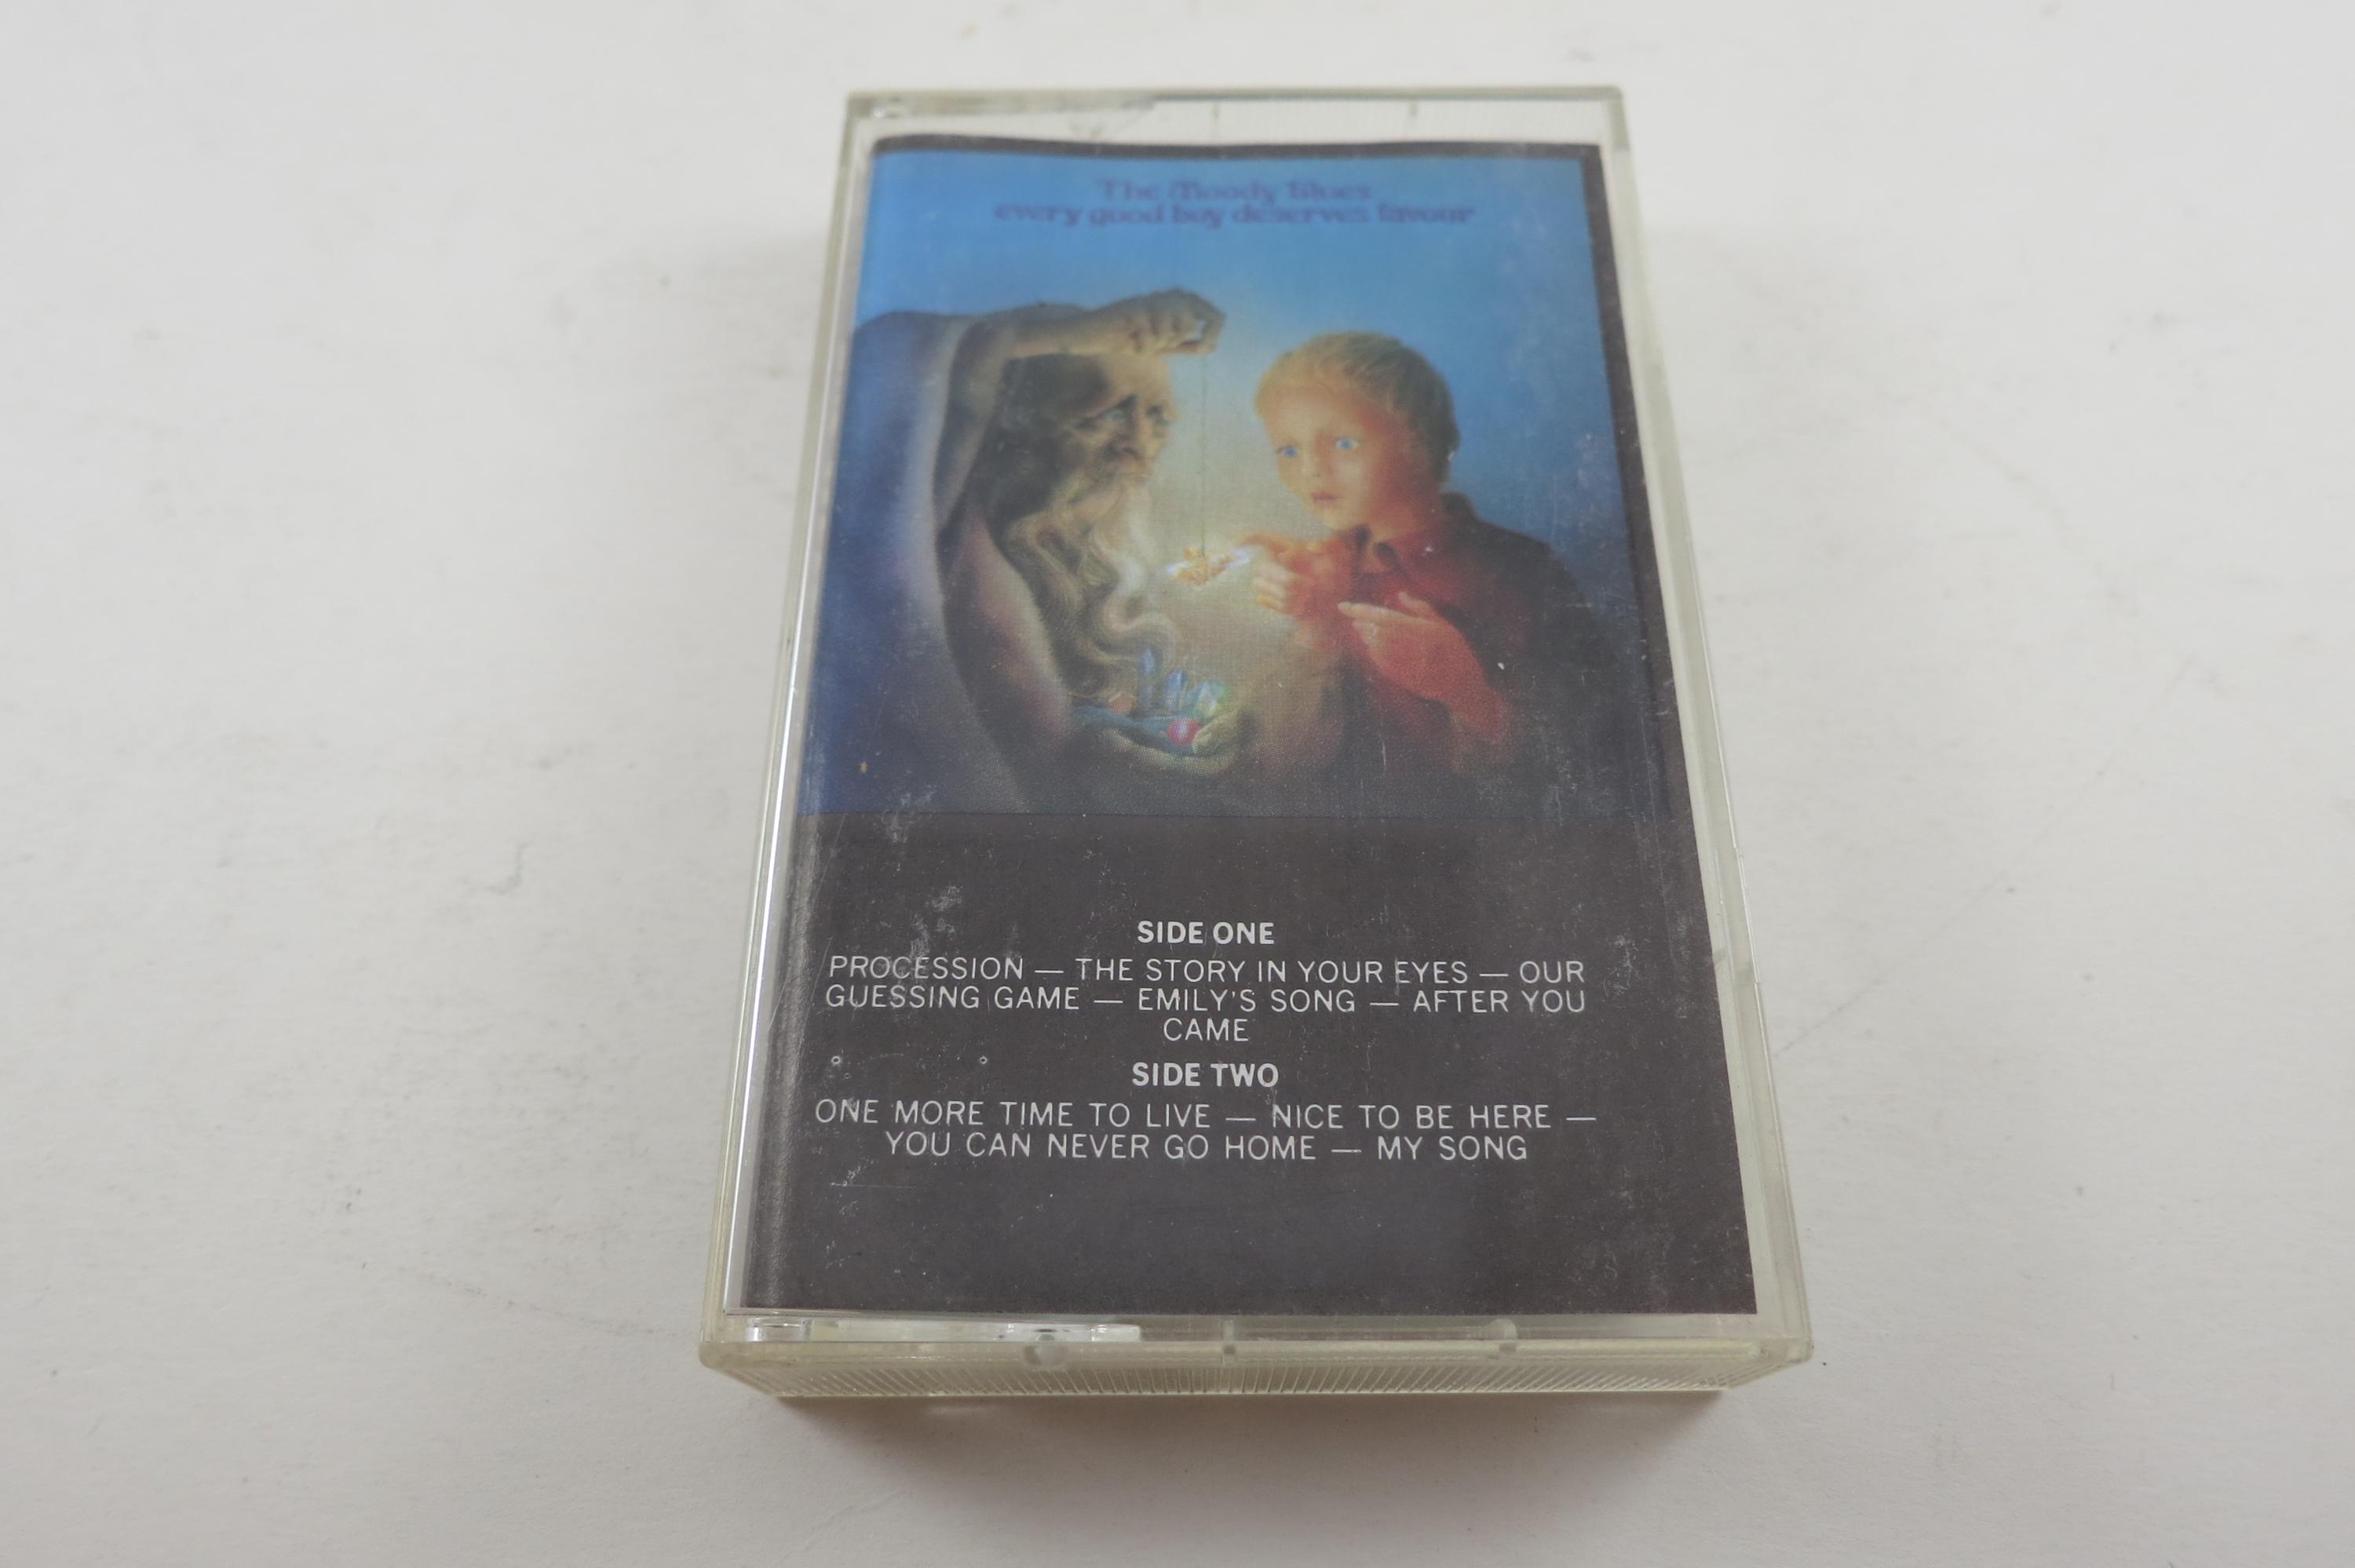 The Moody Blues
every good boy deserves favour
SIDE ONE
PROCESSION — THE STORY IN YOUR EYES — OUR
GUESSING GAME — EMILY'S SONG — AFTER YOU
CAME
SIDE TWO
ONE MORE TIME TO LIVE — NICE TO BE HERE —
YOU CAN NEVER GO HOME — MY SONG